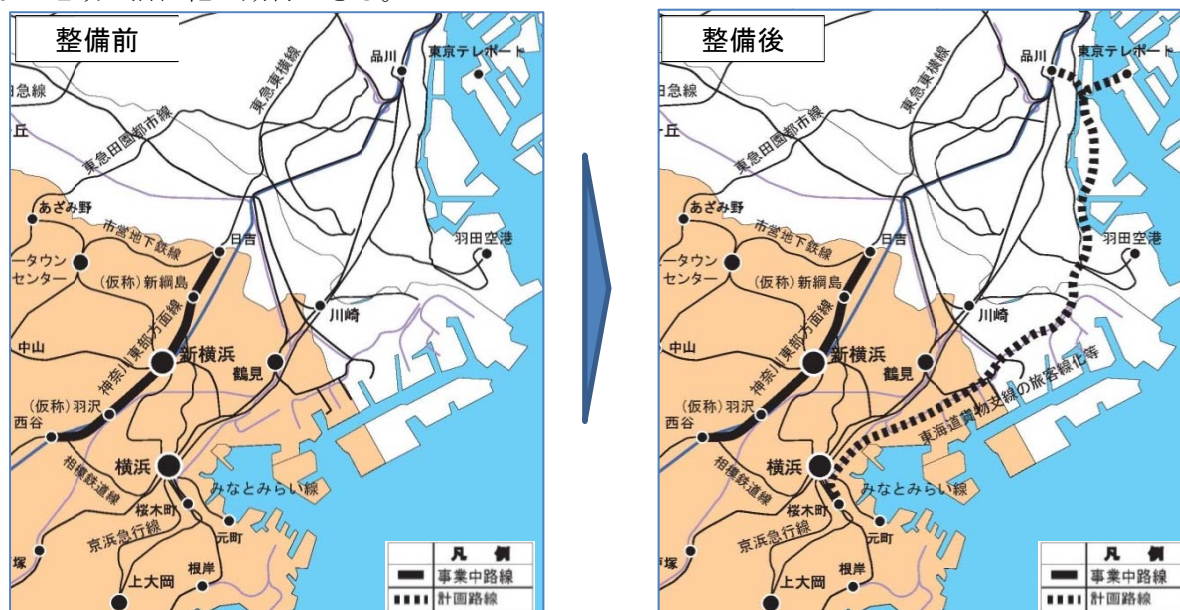 整備前
品川
東京テレポート
東急東横線
東急田園都市線
あざみ野
市営地下鉄線
日吉
羽田空港
センター
(仮称)新綱島
川崎
神奈川東部方面線
中山
新横浜
鶴見
(仮称)羽沢
西谷
相模鉄道線
横浜
みなとみらい線
桜木町
京浜急行線
元町
上大岡
根岸
凡例
事業中路線
計画路線
整備後
品川
東京テレポート
東急東横線
東急田園都市線
あざみ野
市営地下鉄線
日吉
羽田空港
ータウン
センター
(仮称)新綱島
川崎
神奈川東部方面線
中山
新横浜
鶴見
東海道貨物支線の旅客線化等
(仮称)羽沢
西谷
相模鉄道線
横浜
みなとみらい線
桜木町
京浜急行線
元町
上大岡
根岸
凡例
事業中路線
計画路線